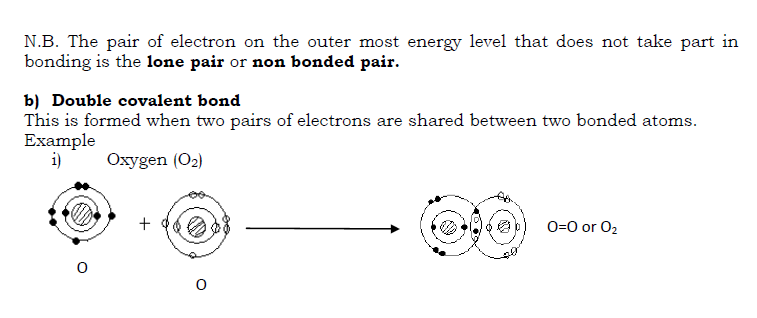 N.B. The pair of electron on the outer most energy level that does not take part in
bonding is the lone pair or non bonded pair.
b) Double covalent bond
This is formed when two pairs of electrons are shared between two bonded atoms.
Example
i) Oxygen (O₂)
+
O=O or O₂
O
O